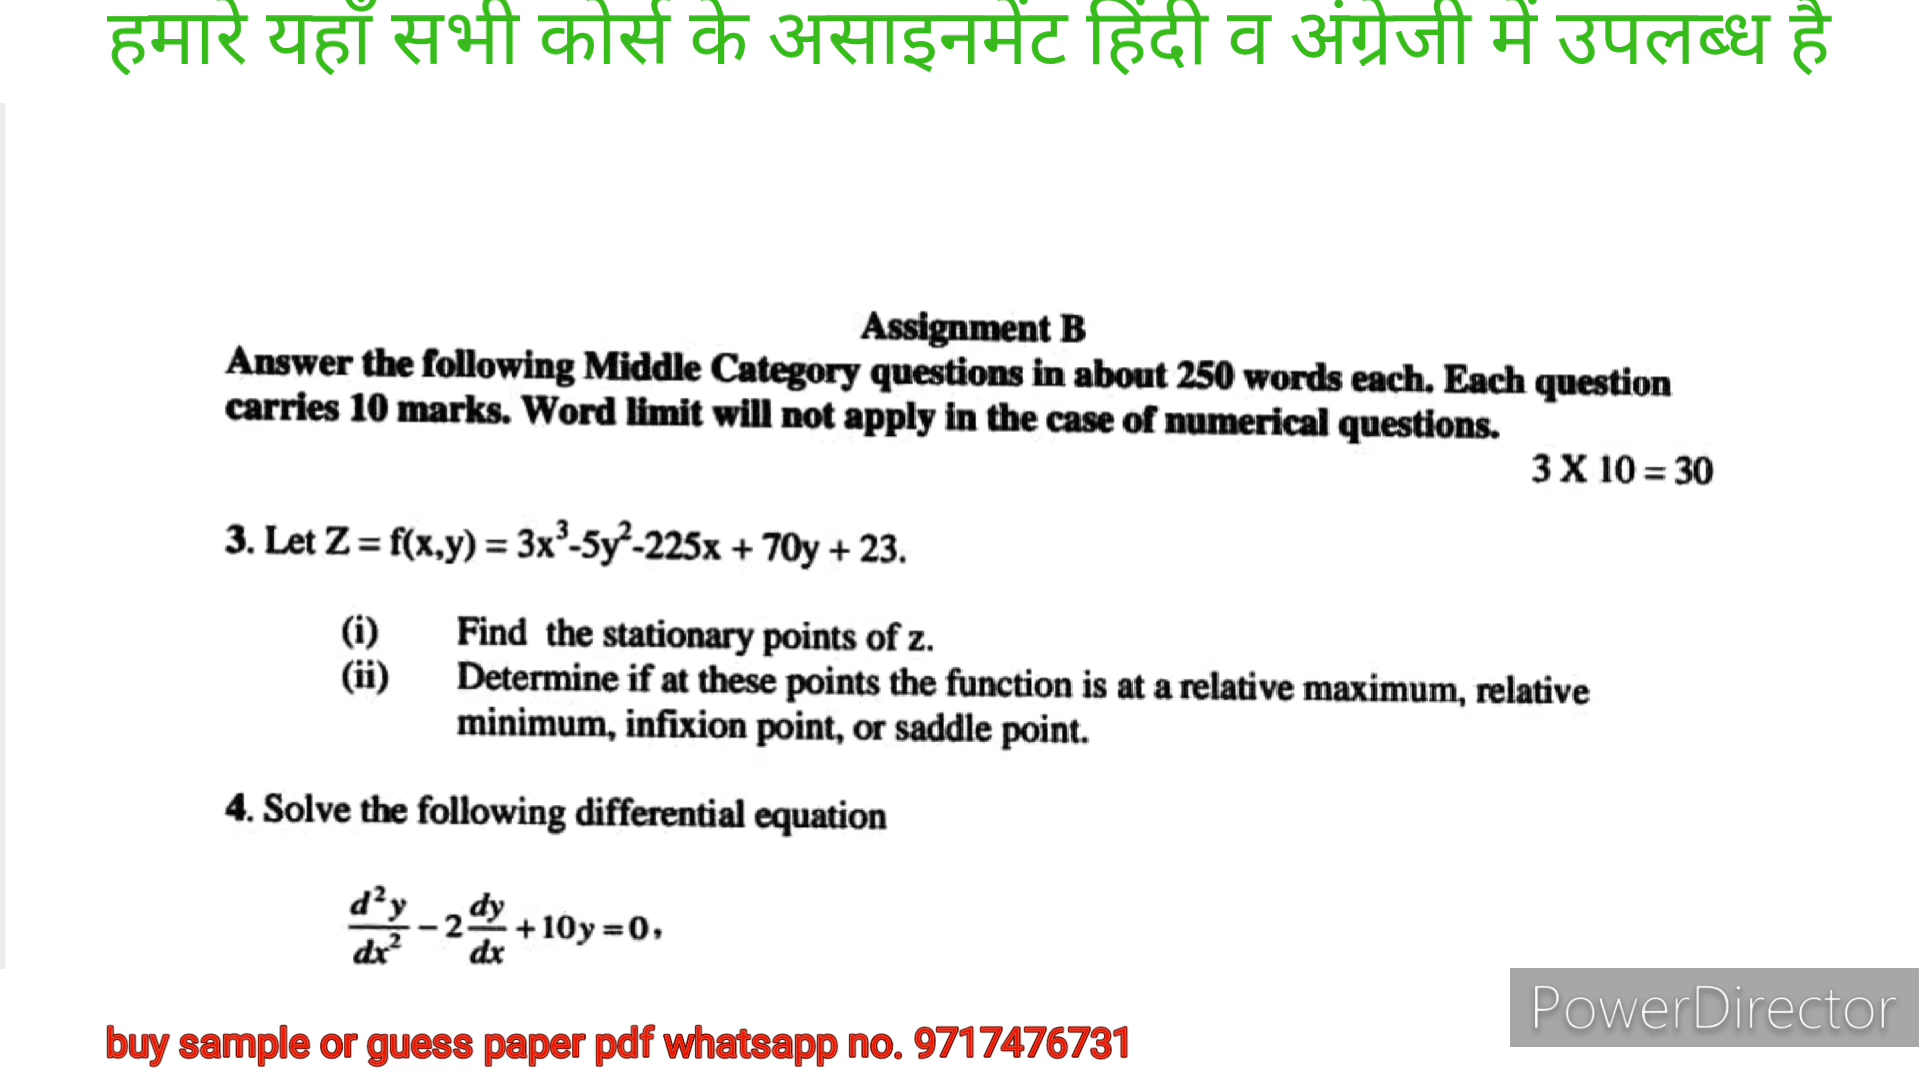 हमारे यहाँ सभी कोर्स के असाइनमेंट हिंदी व अंग्रेजी में उपलब्ध है
Assignment B
Answer the following Middle Category questions in about 250 words each. Each question
carries 10 marks. Word limit will not apply in the case of numerical questions.
3 X 10 = 30
3. Let Z = f(x,y) = 3x³-5y²-225x + 70y + 23.
(i) Find the stationary points of z.
(ii) Determine if at these points the function is at a relative maximum, relative
minimum, infixion point, or saddle point.
4. Solve the following differential equation
d²y/dx² – 2 dy/dx + 10y = 0,
PowerDirector
buy sample or guess paper pdf whatsapp no. 9717476731